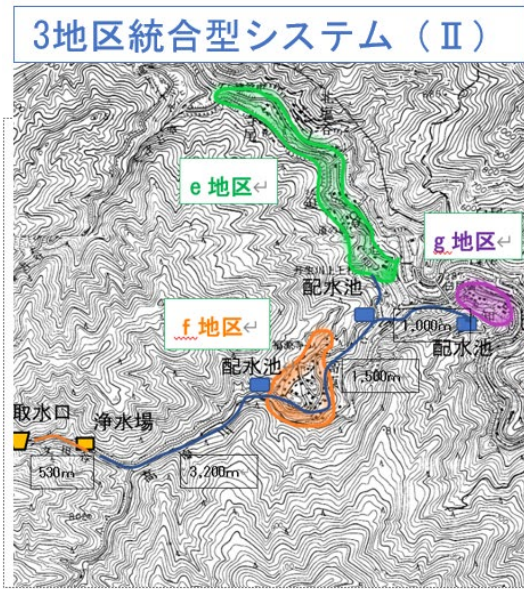 3地区統合型システム（Ⅱ）
e 地区↵
g 地区↵
配水池
1,000m
配水池
f 地区↵
配水池
1,500m
取水口
浄水場
530m
3,200m